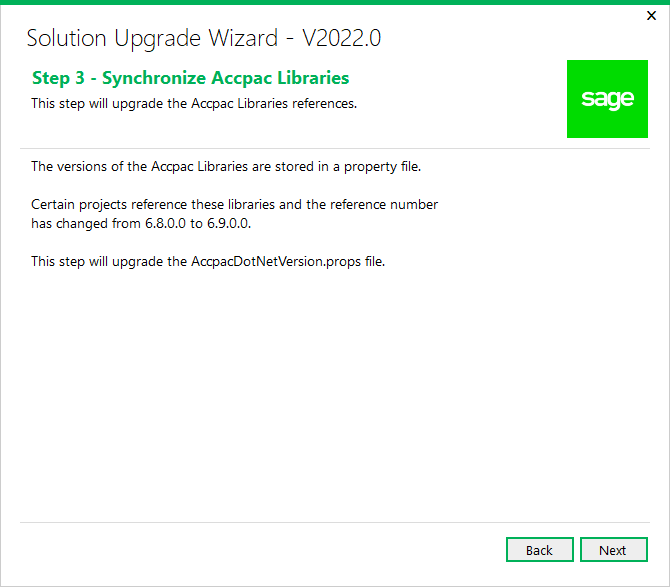 Solution Upgrade Wizard - V2022.0
Step 3 - Synchronize Accpac Libraries
This step will upgrade the Accpac Libraries references.
sage
The versions of the Accpac Libraries are stored in a property file.
Certain projects reference these libraries and the reference number
has changed from 6.8.0.0 to 6.9.0.0.
This step will upgrade the AccpacDotNetVersion.props file.
Back
Next